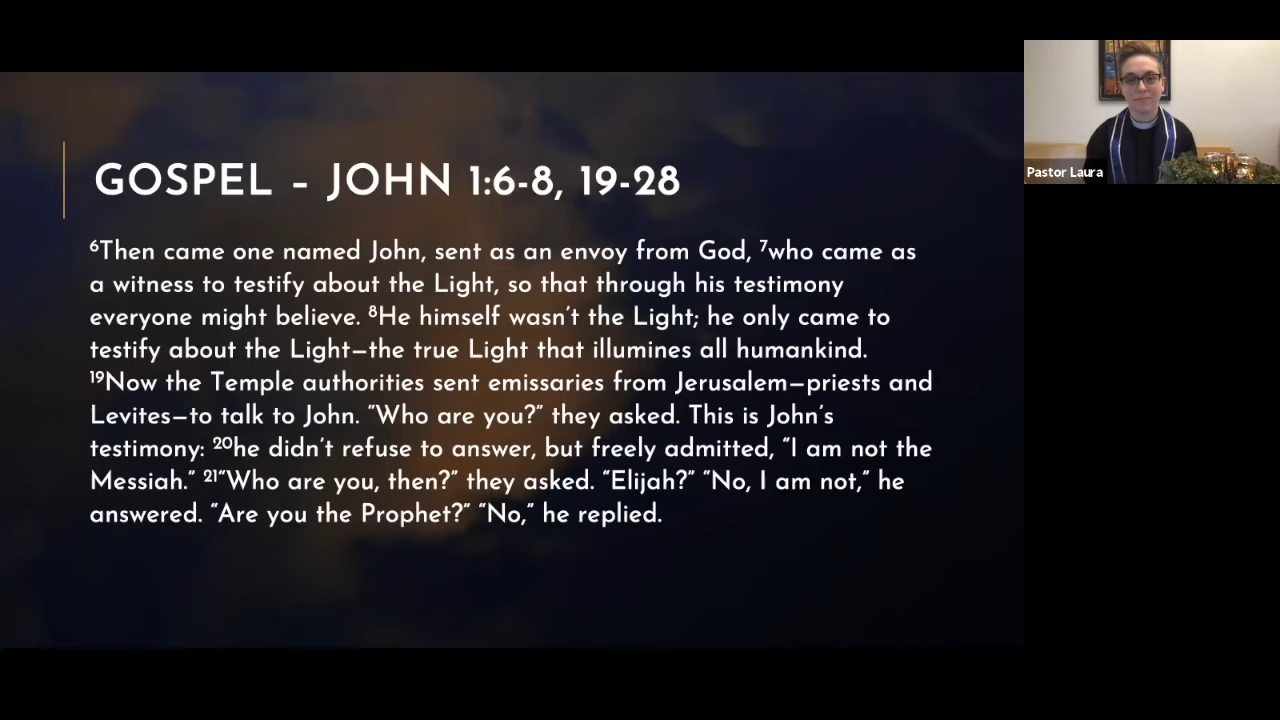 GOSPEL – JOHN 1:6-8, 19-28
⁶Then came one named John, sent as an envoy from God, ⁷who came as
a witness to testify about the Light, so that through his testimony
everyone might believe. ⁸He himself wasn’t the Light; he only came to
testify about the Light—the true Light that illumines all humankind.
¹⁹Now the Temple authorities sent emissaries from Jerusalem—priests and
Levites—to talk to John. “Who are you?” they asked. This is John’s
testimony: ²⁰he didn’t refuse to answer, but freely admitted, “I am not the
Messiah.” ²¹“Who are you, then?” they asked. “Elijah?” “No, I am not,” he
answered. “Are you the Prophet?” “No,” he replied.
Pastor Laura